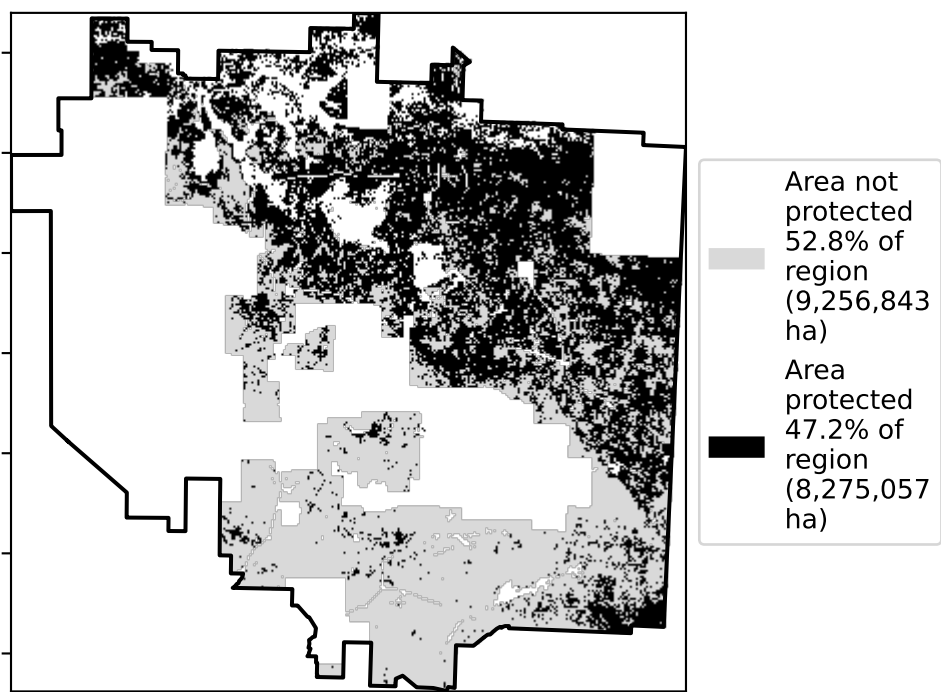 Area not
protected
52.8% of
region
(9,256,843
ha)
Area
protected
47.2% of
region
(8,275,057
ha)